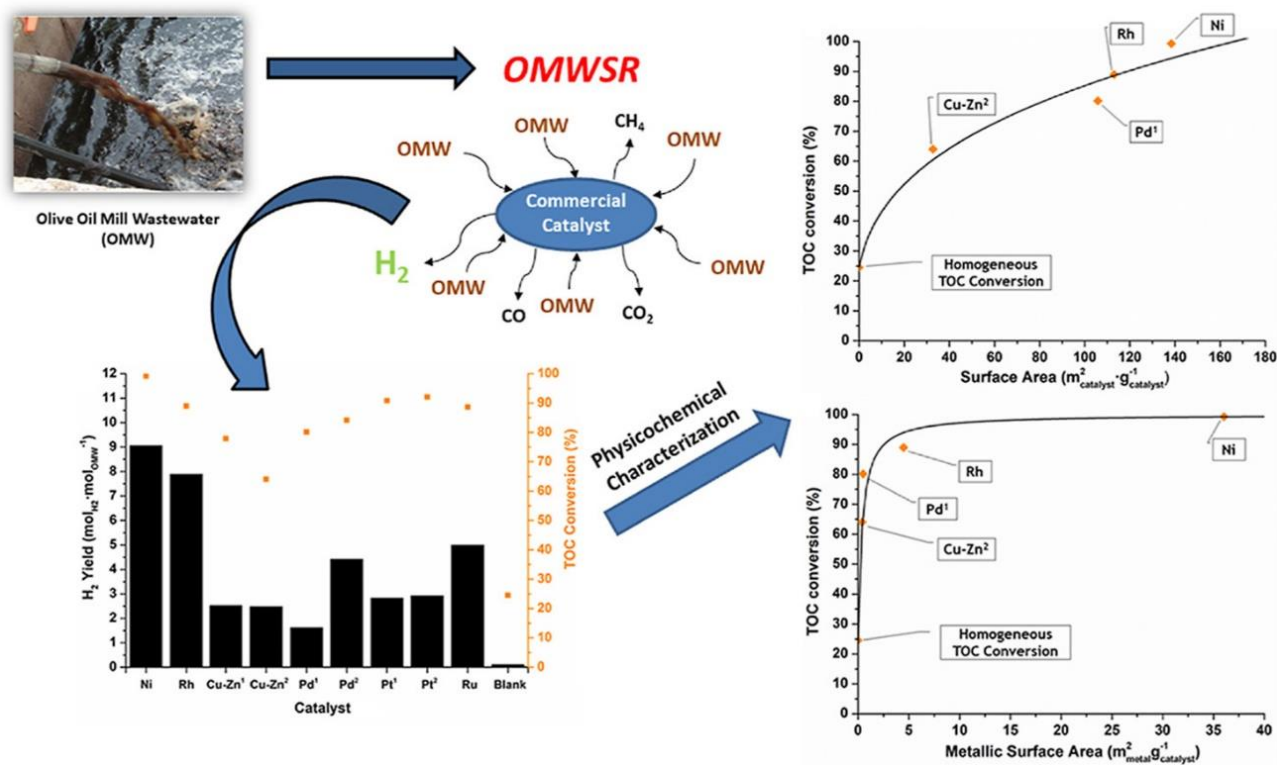 OMWSR
Olive Oil Mill Wastewater
(OMW)
OMW
OMW
CH4
OMW
Commercial
Catalyst
H2
OMW
CO
OMW
CO2
OMW
12
11
10
9
8
7
6
5
4
3
2
1
0
H2 Yield (molH2·molOMW-1)
100
90
80
70
60
50
40
30
20
10
0
TOC Conversion (%)
Ni Rh Cu-Zn1 Cu-Zn2 Pd1 Pd2 Pt1 Pt2 Ru Blank
Catalyst
Physicochemical
Characterization
100
90
80
70
60
50
40
30
20
10
0
TOC conversion (%)
Ni
Rh
Cu-Zn2
Pd1
Homogeneous
TOC Conversion
0 20 40 60 80 100 120 140 160 180
Surface Area (m2catalyst·g-1catalyst)
100
90
80
70
60
50
40
30
20
10
0
TOC conversion (%)
Ni
Rh
Pd1
Cu-Zn2
Homogeneous
TOC Conversion
0 5 10 15 20 25 30 35 40
Metallic Surface Area (m2metalg-1catalyst)